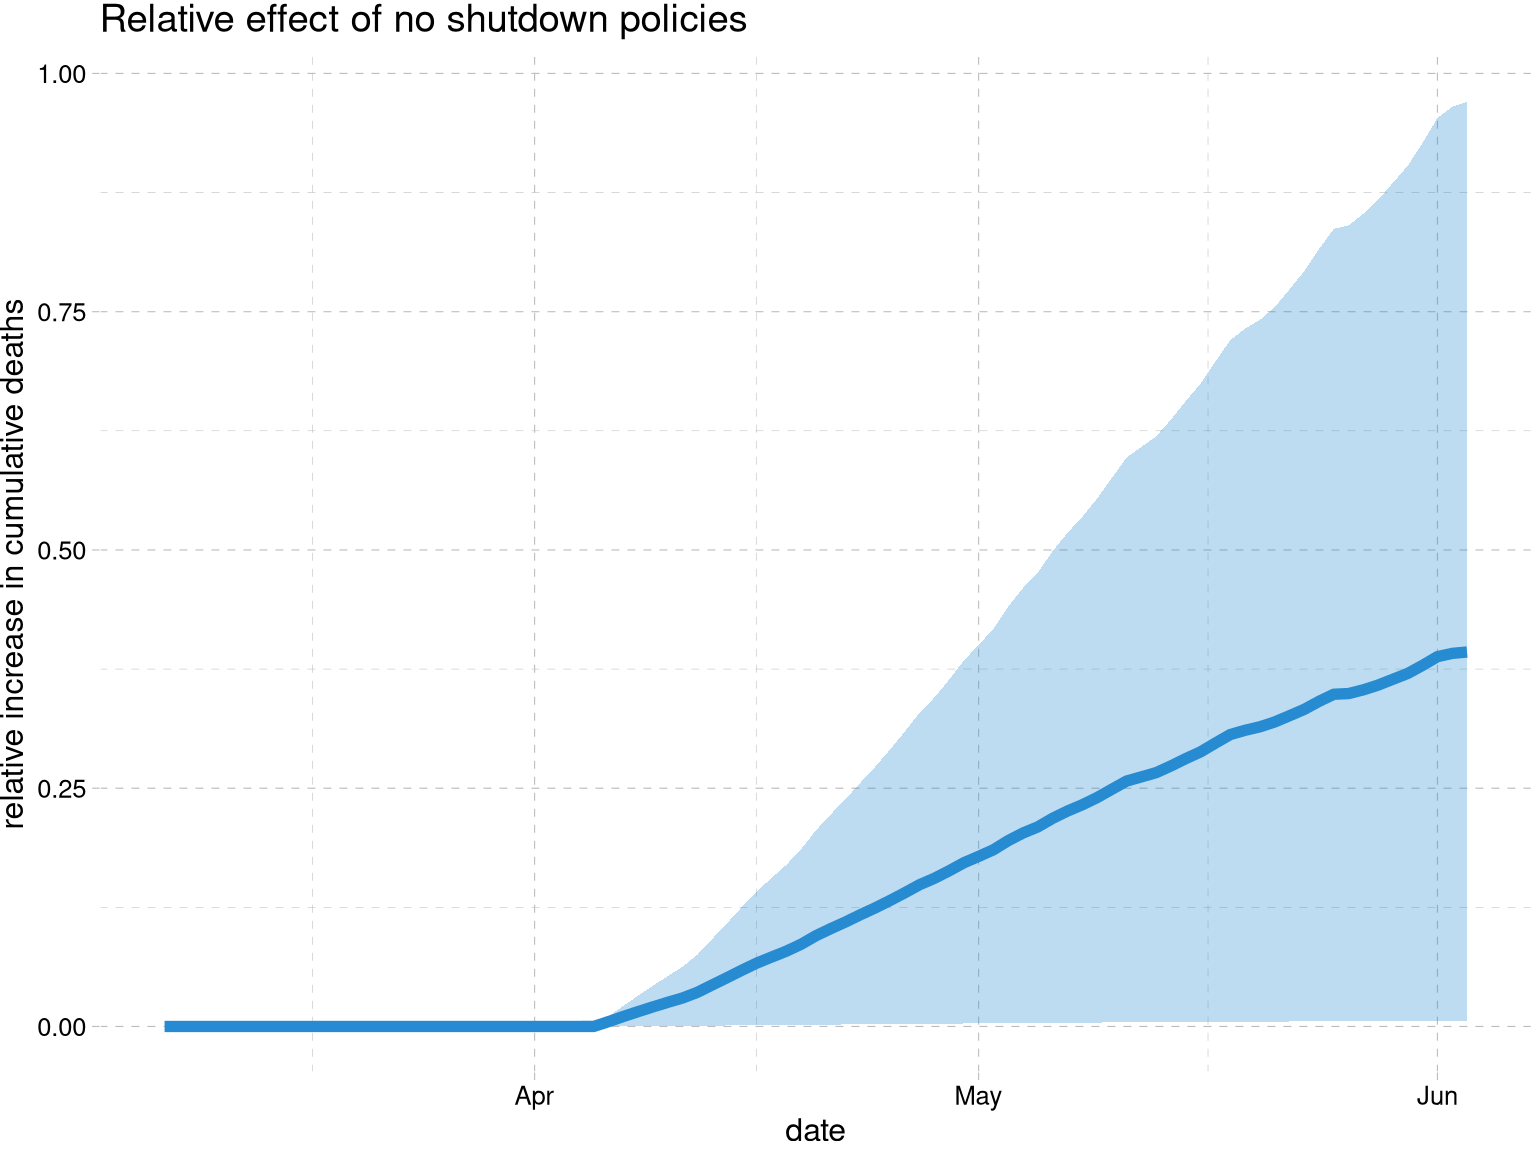 Relative effect of no shutdown policies
relative increase in cumulative deaths
1.00
0.75
0.50
0.25
0.00
Apr
May
Jun
date